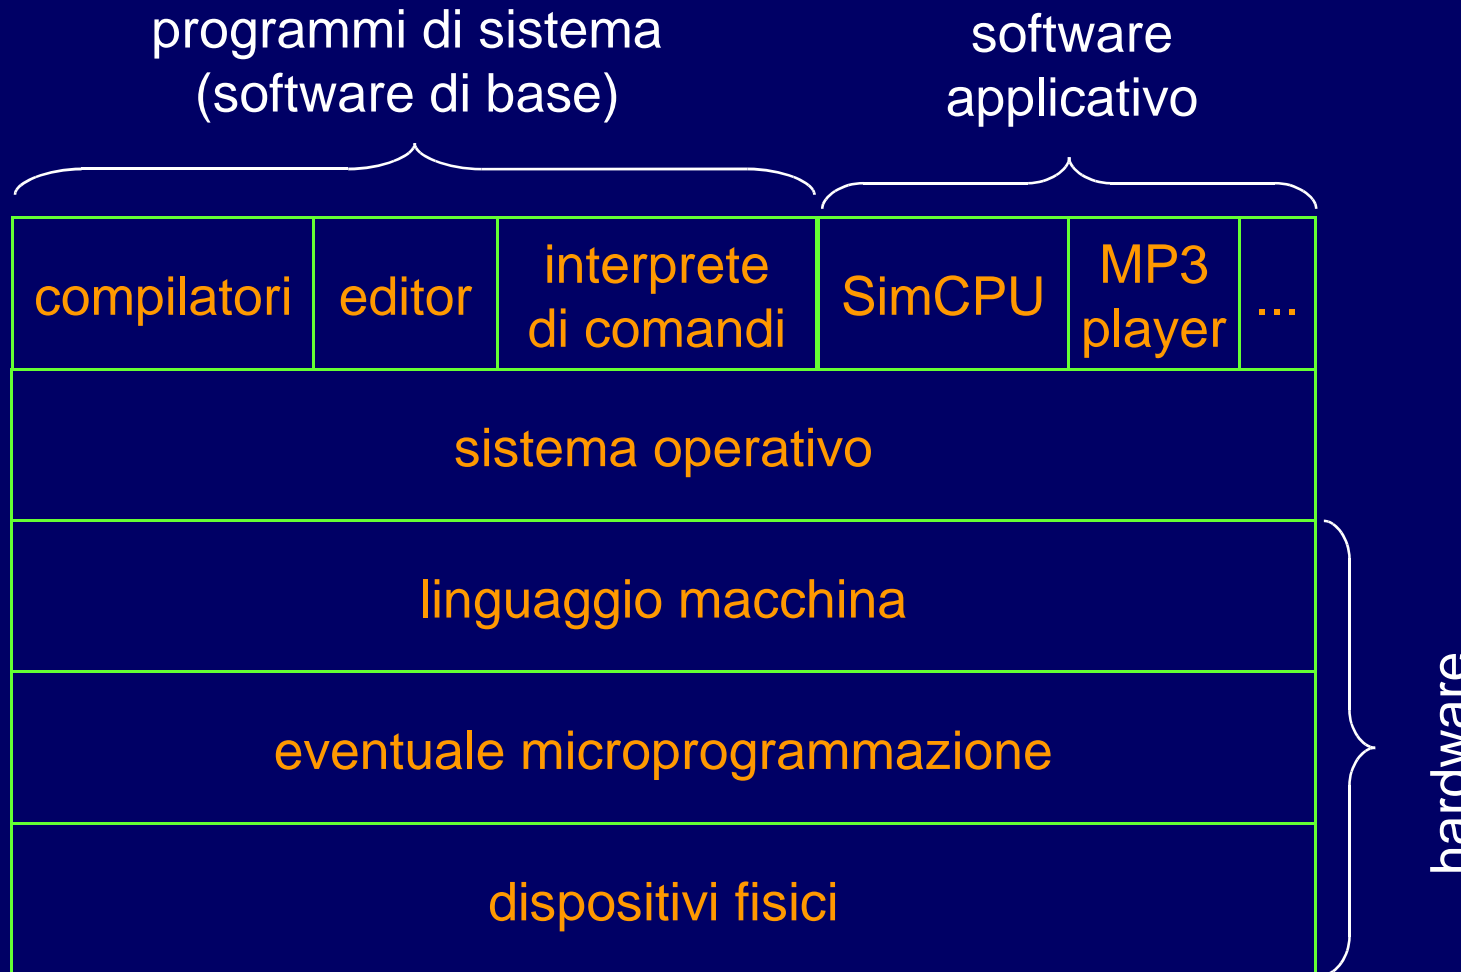 programmi di sistema
(software di base)
software
applicativo
compilatori
editor
interprete
di comandi
SimCPU
MP3
player
...
sistema operativo
linguaggio macchina
eventuale microprogrammazione
dispositivi fisici
hardware